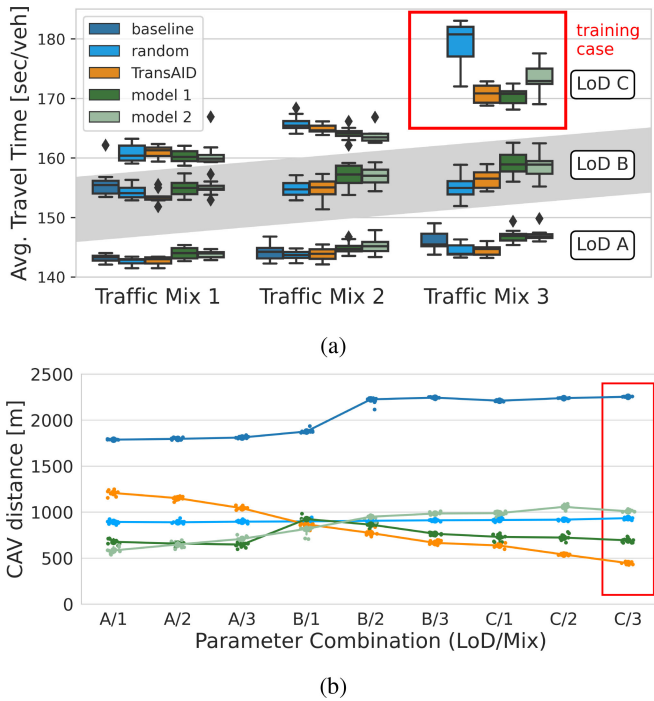 Avg. Travel Time [sec/veh]
180
170
160
150
140
baseline
random
TransAID
model 1
model 2
training
case
LoD C
LoD B
LoD A
Traffic Mix 1
Traffic Mix 2
Traffic Mix 3
(a)
CAV distance [m]
2500
2000
1500
1000
500
0
A/1 A/2 A/3 B/1 B/2 B/3 C/1 C/2 C/3
Parameter Combination (LoD/Mix)
(b)